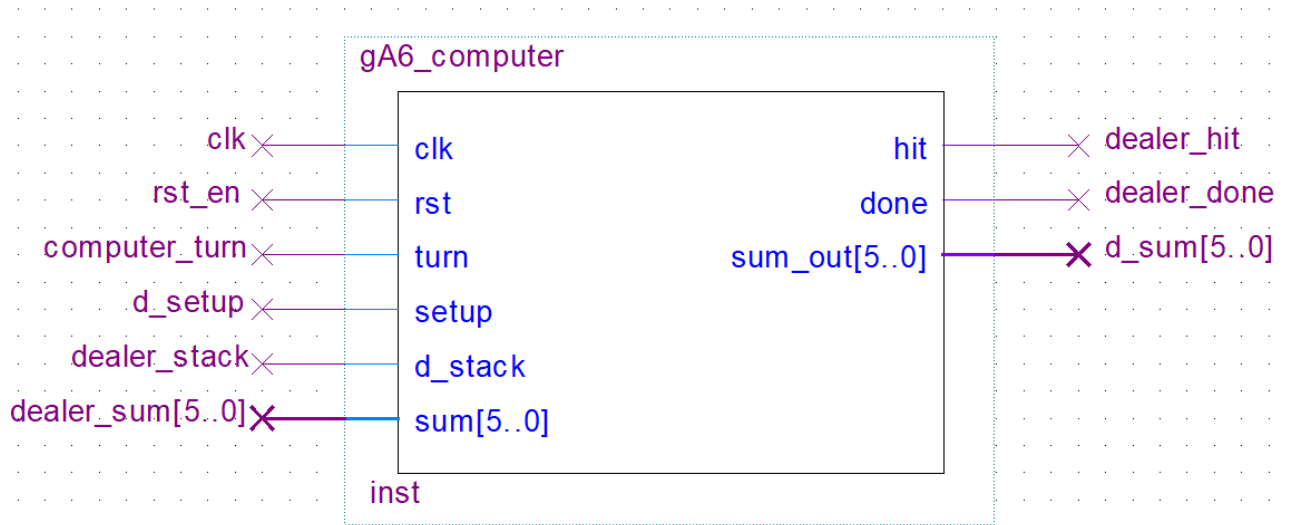 gA6_computer
clk clk hit dealer_hit
rst_en rst done dealer_done
computer_turn turn sum_out[5..0] d_sum[5..0]
d_setup setup
dealer_stack d_stack
dealer_sum[5..0] sum[5..0]
inst